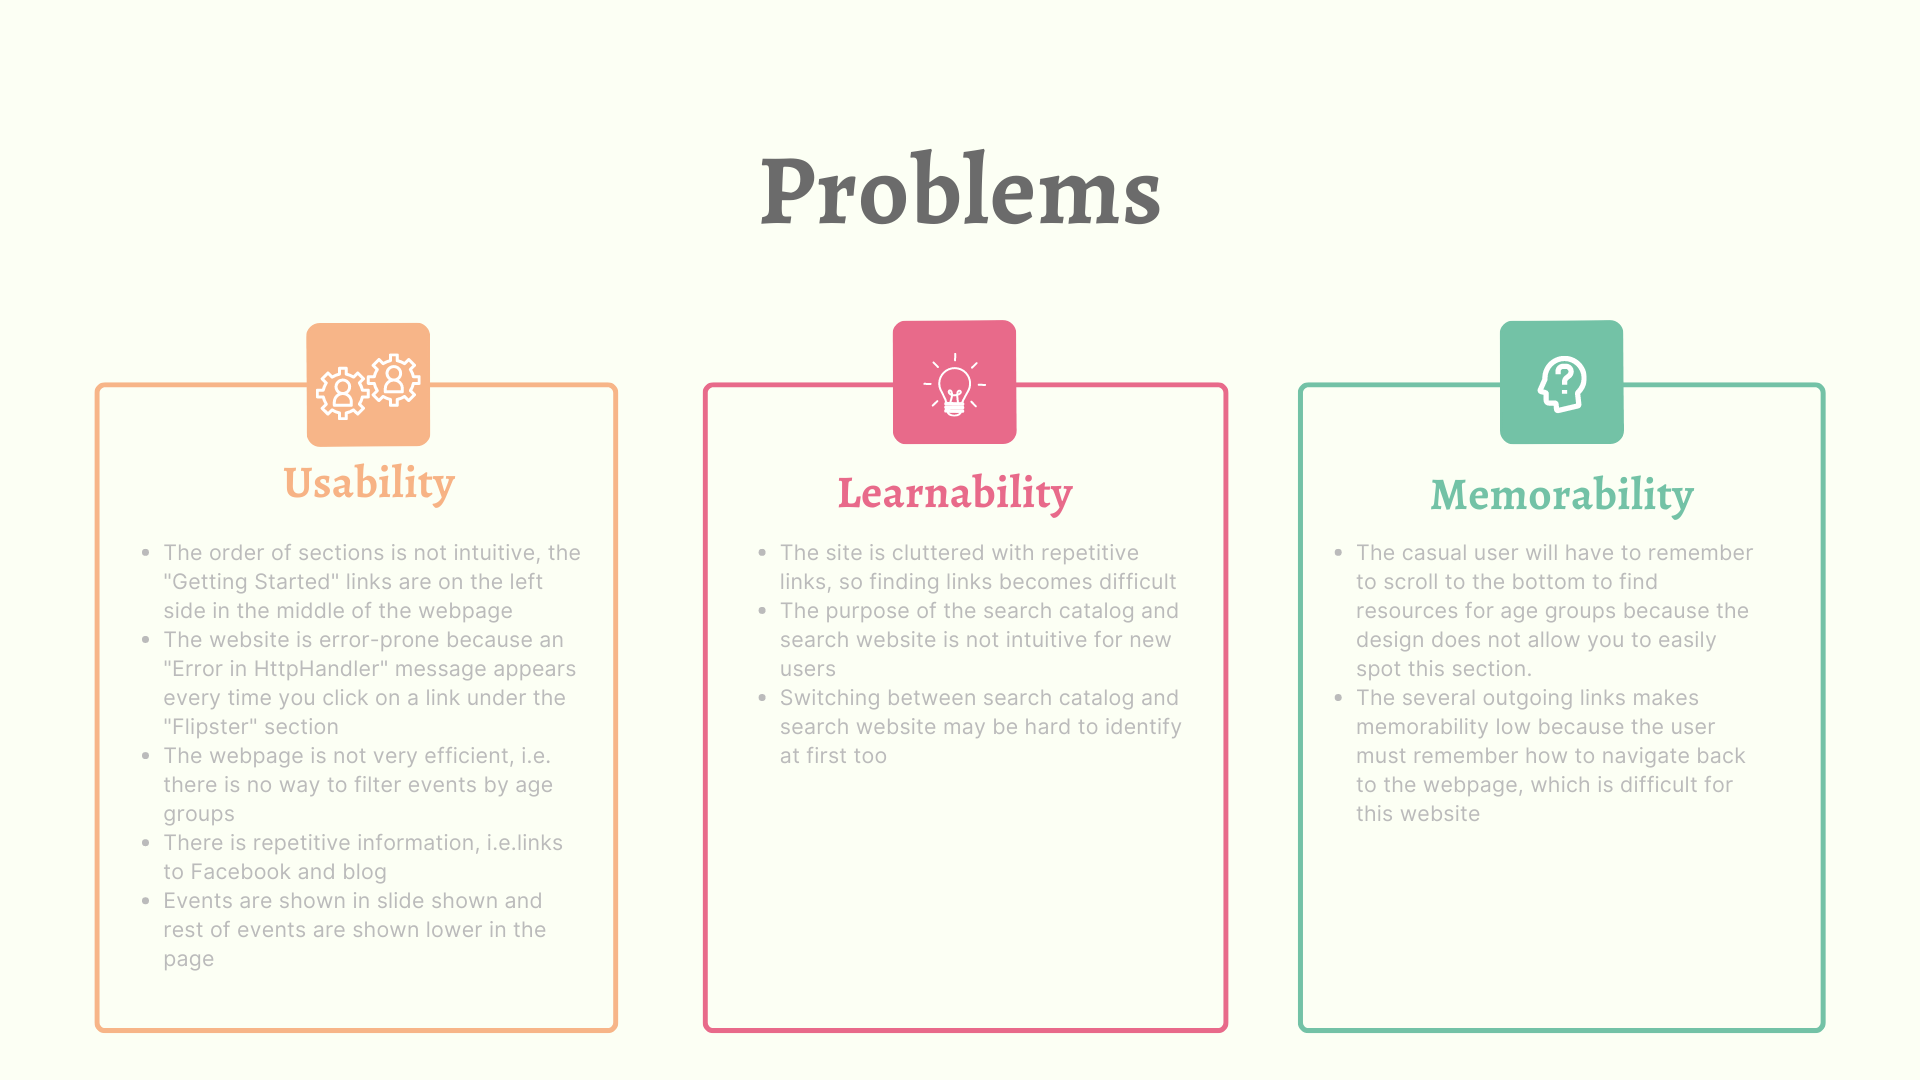 Problems
Usability
• The order of sections is not intuitive, the
"Getting Started" links are on the left
side in the middle of the webpage
• The website is error-prone because an
"Error in HttpHandler" message appears
every time you click on a link under the
"Flipster" section
• The webpage is not very efficient, i.e.
there is no way to filter events by age
groups
• There is repetitive information, i.e.links
to Facebook and blog
• Events are shown in slide shown and
rest of events are shown lower in the
page
Learnability
• The site is cluttered with repetitive
links, so finding links becomes difficult
• The purpose of the search catalog and
search website is not intuitive for new
users
• Switching between search catalog and
search website may be hard to identify
at first too
Memorability
• The casual user will have to remember
to scroll to the bottom to find
resources for age groups because the
design does not allow you to easily
spot this section.
• The several outgoing links makes
memorability low because the user
must remember how to navigate back
to the webpage, which is difficult for
this website